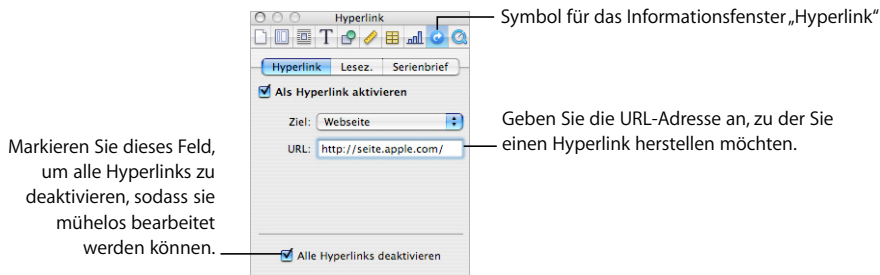 Hyperlink
Symbol für das Informationsfenster „Hyperlink“
T
Hyperlink Lesez. Serienbrief
Als Hyperlink aktivieren
Ziel: Webseite
URL: http://seite.apple.com/
Geben Sie die URL-Adresse an, zu der Sie
einen Hyperlink herstellen möchten.
Markieren Sie dieses Feld,
um alle Hyperlinks zu
deaktivieren, sodass sie
mühelos bearbeitet
werden können.
Alle Hyperlinks deaktivieren